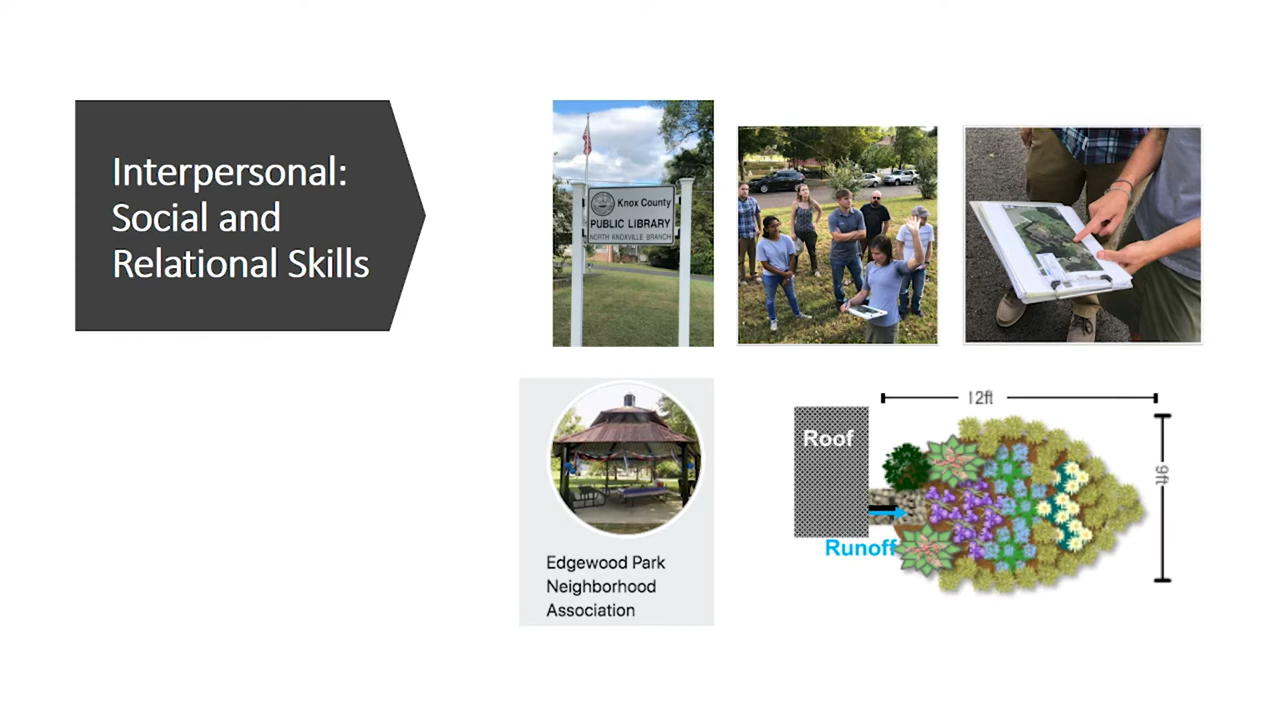 Interpersonal:
Social and
Relational Skills
Knox County
PUBLIC LIBRARY
NORTH KNOXVILLE BRANCH
Edgewood Park
Neighborhood
Association
12ft
Roof
9ft
Runoff